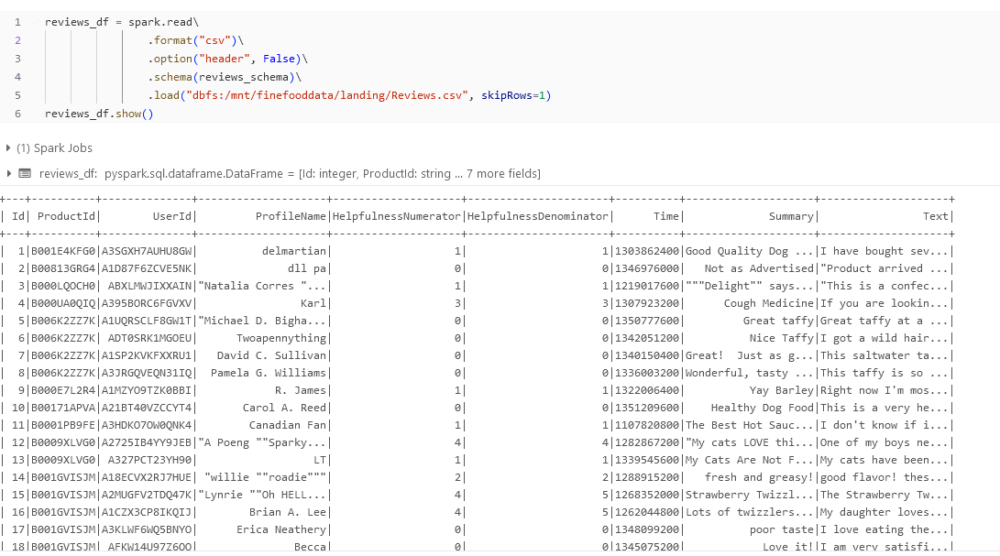 1 reviews_df = spark.read\
2 .format("csv")\
3 .option("header", False)\
4 .schema(reviews_schema)\
5 .load("dbfs:/mnt/finefooddata/landing/Reviews.csv", skipRows=1)
6 reviews_df.show()
(1) Spark Jobs
reviews_df: pyspark.sql.dataframe.DataFrame = [Id: integer, ProductId: string ... 7 more fields]
+---+----------+--------------+--------------------+--------------------+----------------------+----------+--------------------+--------------------+
| Id| ProductId| UserId| ProfileName|HelpfulnessNumerator|HelpfulnessDenominator| Time| Summary| Text|
+---+----------+--------------+--------------------+--------------------+----------------------+----------+--------------------+--------------------+
| 1|B001E4KFG0|A3SGXH7AUHU8GW| delmartian| 1| 1|1303862400|Good Quality Dog ...|I have bought sev...|
| 2|B00813GRG4|A1D87F6ZCVE5NK| dll pa| 0| 0|1346976000| Not as Advertised|"Product arrived ...|
| 3|B000LQOCH0| ABXLMWJIXXAIN|"Natalia Corres "...| 1| 1|1219017600|"""Delight"" says...|"This is a confec...|
| 4|B000UA0QIQ|A395BORC6FGVXV| Karl| 3| 3|1307923200| Cough Medicine|If you are lookin...|
| 5|B006K2ZZ7K|A1UQRSCLF8GW1T|"Michael D. Bigha...| 0| 0|1350777600| Great taffy|Great taffy at a ...|
| 6|B006K2ZZ7K| ADT0SRK1MGOEU| Twoapennything| 0| 0|1342051200| Nice Taffy|I got a wild hair...|
| 7|B006K2ZZ7K|A1SP2KVKFXXRU1| David C. Sullivan| 0| 0|1340150400|Great! Just as g...|This saltwater ta...|
| 8|B006K2ZZ7K|A3JRGQVEQN31IQ| Pamela G. Williams| 0| 0|1336003200|Wonderful, tasty ...|This taffy is so ...|
| 9|B000E7L2R4|A1MZYO9TZK0BBI| R. James| 1| 1|1322006400| Yay Barley|Right now I'm mos...|
| 10|B00171APVA|A21BT40VZCCYT4| Carol A. Reed| 0| 0|1351209600| Healthy Dog Food|This is a very he...|
| 11|B0001PB9FE|A3HDKO7OW0QNK4| Canadian Fan| 1| 1|1107820800|The Best Hot Sauc...|I don't know if i...|
| 12|B0009XLVG0|A2725IB4YY9JEB|"A Poeng ""Sparky...| 4| 4|1282867200|"My cats LOVE thi...|One of my boys ne...|
| 13|B0009XLVG0| A327PCT23YH90| LT| 1| 1|1339545600|My Cats Are Not F...|My cats have been...|
| 14|B001GVISJM|A18ECVX2RJ7HUE| "willie ""roadie"""| 2| 2|1288915200| fresh and greasy!|good flavor! thes...|
| 15|B001GVISJM|A2MUGFV2TDQ47K|"Lynrie ""Oh HELL...| 4| 5|1268352000|Strawberry Twizzl...|The Strawberry Tw...|
| 16|B001GVISJM|A1CZX3CP8IKQIJ| Brian A. Lee| 4| 5|1262044800|Lots of twizzlers...|My daughter loves...|
| 17|B001GVISJM|A3KLWF6WQ5BNYO| Erica Neathery| 0| 0|1348099200| poor taste|I love eating the...|
| 18|B001GVISJM| AFKW14U97Z6QO| Becca| 0| 0|1345075200| Love it!|I am very satisfi...|